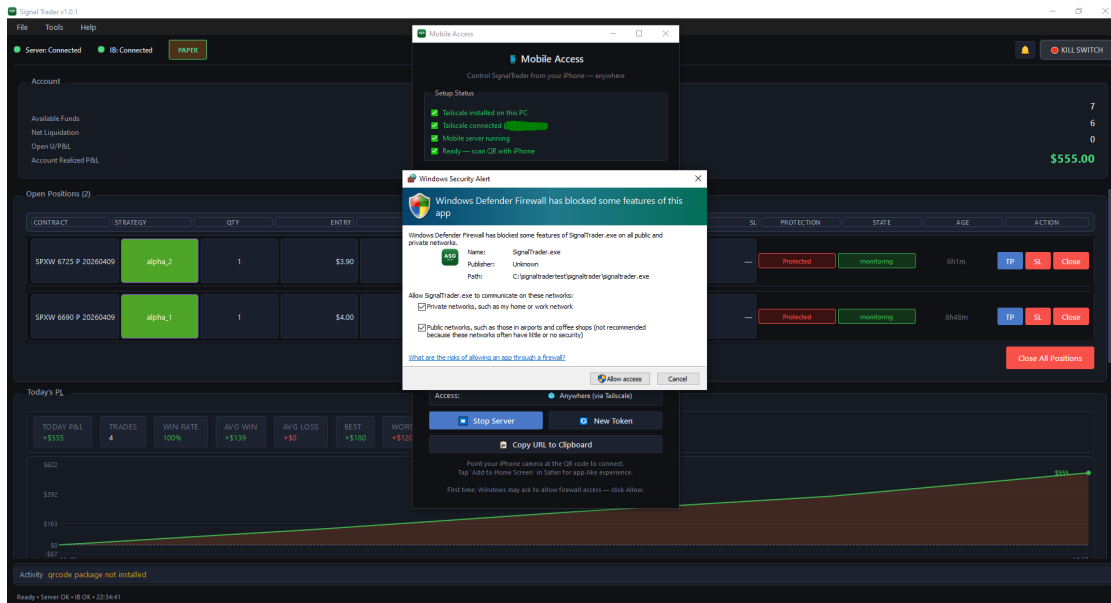 Signal Trader v1.0.1
File Tools Help
Server: Connected IB: Connected PAPER
KILL SWITCH
Account
Available Funds 7
Net Liquidation 6
Open U/P&L 0
Account Realized P&L $555.00
Open Positions (2)
CONTRACT STRATEGY QTY ENTRY SL PROTECTION STATE AGE ACTION
SPXW 6725 P 20260409 alpha_2 1 $3.90 — Protected monitoring 6h1m TP SL Close
SPXW 6690 P 20260409 alpha_1 1 $4.00 — Protected monitoring 8h48m TP SL Close
Close All Positions
Mobile Access
Mobile Access
Control SignalTrader from your iPhone — anywhere
Setup Status
Tailscale installed on this PC
Tailscale connected
Mobile server running
Ready — scan QR with iPhone
Windows Security Alert
Windows Defender Firewall has blocked some features of this
app
Windows Defender Firewall has blocked some features of SignalTrader.exe on all public and
private networks.
ASG
Name: SignalTrader.exe
Publisher: Unknown
Path: C:\signaltradertest\signaltrader\signaltrader.exe
Allow SignalTrader.exe to communicate on these networks:
Private networks, such as my home or work network
Public networks, such as those in airports and coffee shops (not recommended
because these networks often have little or no security)
What are the risks of allowing an app through a firewall?
Allow access Cancel
Access: Anywhere (via Tailscale)
Stop Server New Token
Copy URL to Clipboard
Point your iPhone camera at the QR code to connect.
Tap 'Add to Home Screen' in Safari for app-like experience.
First time: Windows may ask to allow firewall access — click Allow.
Today's PL
TODAY P&L TRADES WIN RATE AVG WIN AVG LOSS BEST WORS
+$555 4 100% +$139 +$0 +$180 +$120
$622
$555
$392
$163
$0
-$67
Activity qrcode package not installed
Ready • Server OK • IB OK • 22:34:41